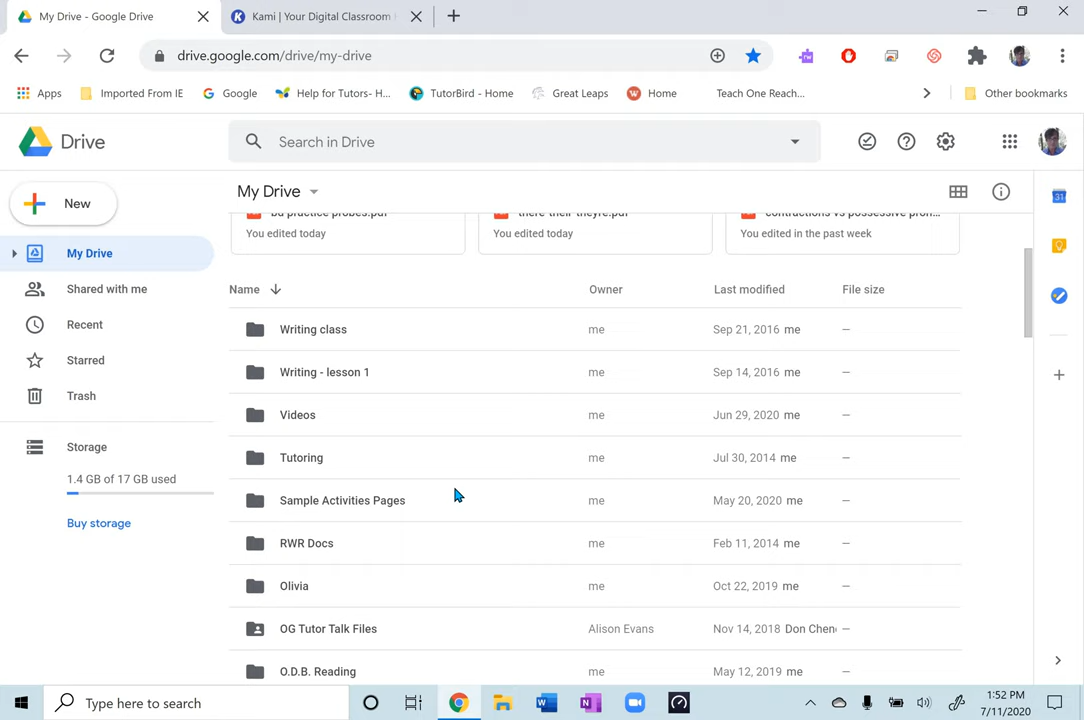 My Drive - Google Drive
Kami | Your Digital Classroom
drive.google.com/drive/my-drive
Apps Imported From IE Google Help for Tutors- H... TutorBird - Home Great Leaps Home Teach One Reach... Other bookmarks
Drive
Search in Drive
New
My Drive
bd practice probes.pdf there their theyre.pdf
You edited today You edited today You edited in the past week
My Drive
Shared with me
Recent
Starred
Trash
Storage
1.4 GB of 17 GB used
Buy storage
Name Owner Last modified File size
Writing class me Sep 21, 2016 me –
Writing - lesson 1 me Sep 14, 2016 me –
Videos me Jun 29, 2020 me –
Tutoring me Jul 30, 2014 me –
Sample Activities Pages me May 20, 2020 me –
RWR Docs me Feb 11, 2014 me –
Olivia me Oct 22, 2019 me –
OG Tutor Talk Files Alison Evans Nov 14, 2018 Don Chen –
O.D.B. Reading me May 12, 2019 me –
31
Type here to search
1:52 PM
7/11/2020